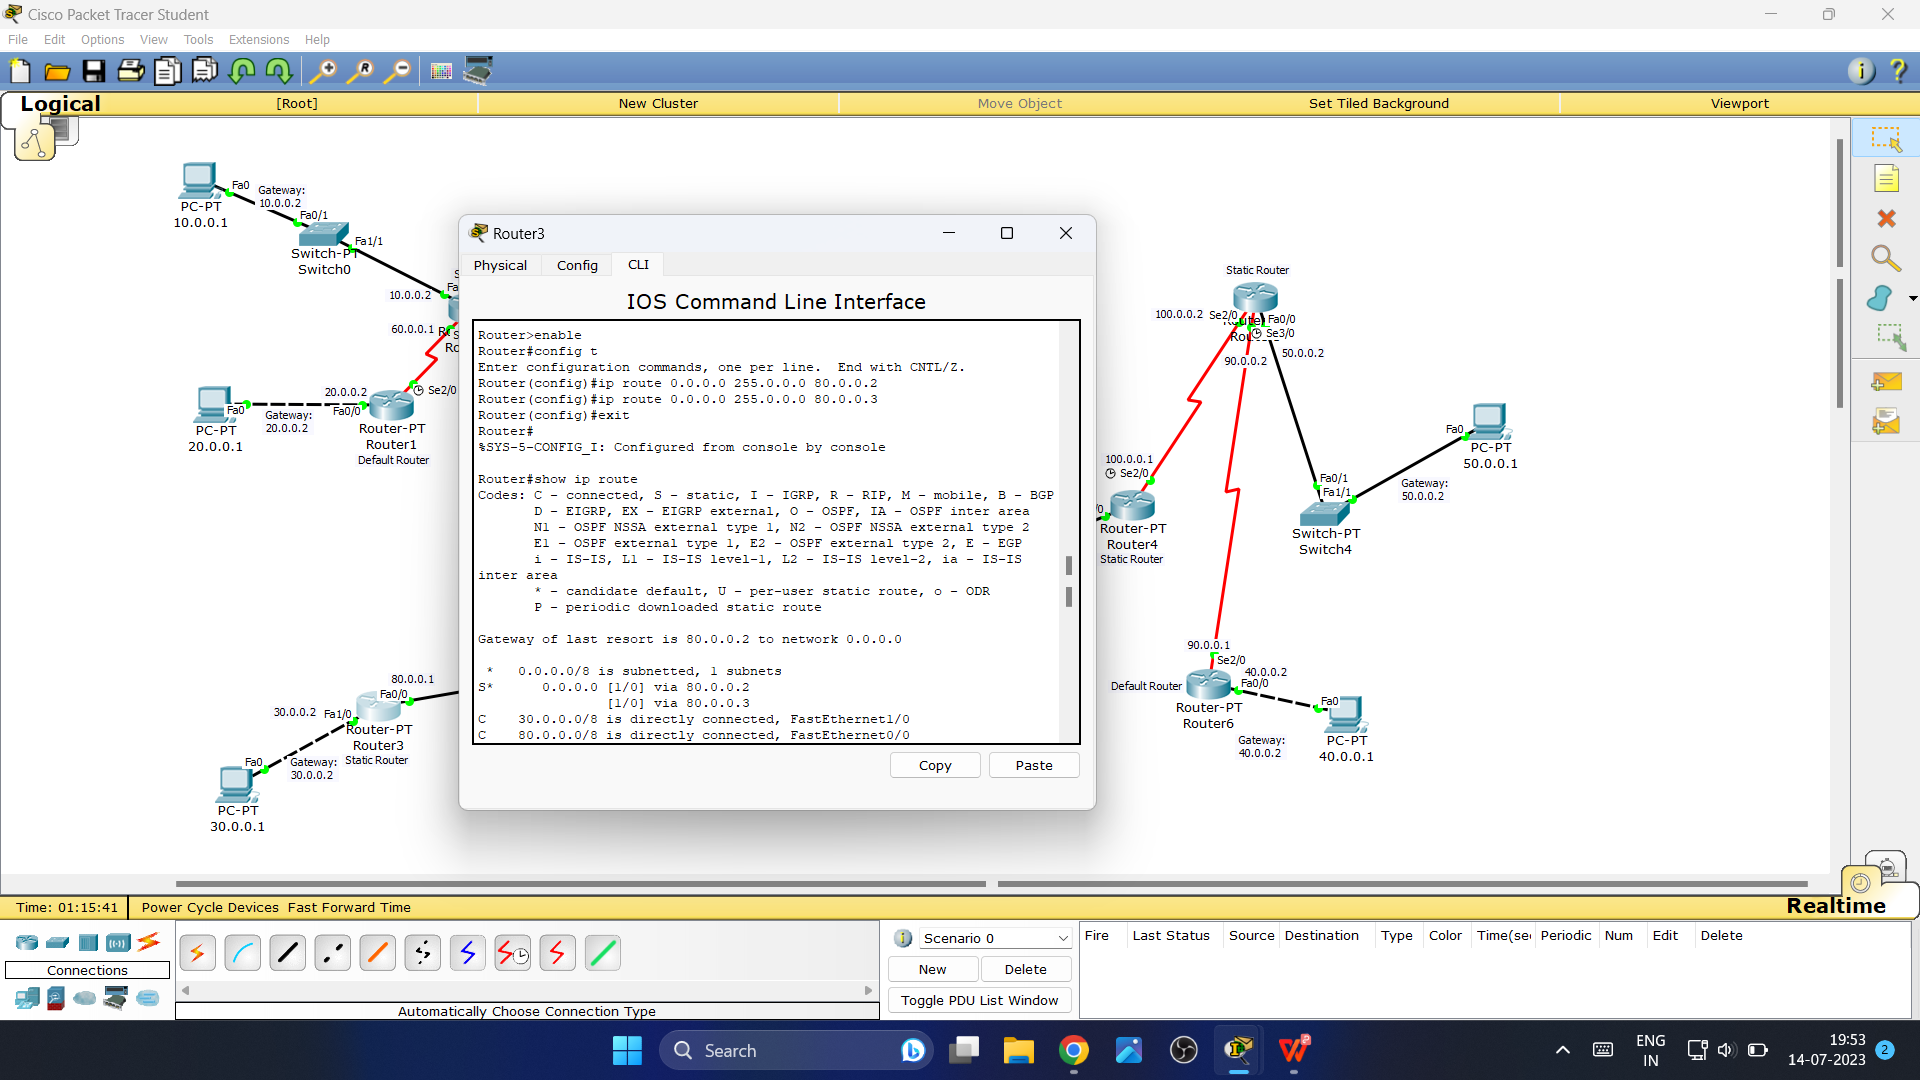 Cisco Packet Tracer Student
File Edit Options View Tools Extensions Help
Logical [Root] New Cluster Move Object Set Tiled Background Viewport
Fa0
PC-PT
10.0.0.1
Gateway:
10.0.0.2
Fa0/1
Fa1/1
Switch-PT
Switch0
10.0.0.2
60.0.0.1
20.0.0.2
Se2/0
Fa0
Fa0/0
Gateway:
20.0.0.2
PC-PT
20.0.0.1
Router-PT
Router1
Default Router
80.0.0.1
Fa0/0
30.0.0.2 Fa1/0
Router-PT
Router3
Static Router
Fa0
Gateway:
30.0.0.2
PC-PT
30.0.0.1
Router3
Physical Config CLI
IOS Command Line Interface
Router>enable
Router#config t
Enter configuration commands, one per line.  End with CNTL/Z.
Router(config)#ip route 0.0.0.0 255.0.0.0 80.0.0.2
Router(config)#ip route 0.0.0.0 255.0.0.0 80.0.0.3
Router(config)#exit
Router#
%SYS-5-CONFIG_I: Configured from console by console
Router#show ip route
Codes: C - connected, S - static, I - IGRP, R - RIP, M - mobile, B - BGP
D - EIGRP, EX - EIGRP external, O - OSPF, IA - OSPF inter area
N1 - OSPF NSSA external type 1, N2 - OSPF NSSA external type 2
E1 - OSPF external type 1, E2 - OSPF external type 2, E - EGP
i - IS-IS, L1 - IS-IS level-1, L2 - IS-IS level-2, ia - IS-IS
inter area
* - candidate default, U - per-user static route, o - ODR
P - periodic downloaded static route
Gateway of last resort is 80.0.0.2 to network 0.0.0.0
* 0.0.0.0/8 is subnetted, 1 subnets
S* 0.0.0.0 [1/0] via 80.0.0.2
[1/0] via 80.0.0.3
C 30.0.0.0/8 is directly connected, FastEthernet1/0
C 80.0.0.0/8 is directly connected, FastEthernet0/0
Copy Paste
Static Router
100.0.0.2 Se2/0
Fa0/0
Se3/0
90.0.0.2
50.0.0.2
100.0.0.1
Se2/0
Router-PT
Router4
Static Router
Fa0/1
Fa1/1
Switch-PT
Switch4
Fa0
PC-PT
50.0.0.1
Gateway:
50.0.0.2
90.0.0.1
Se2/0
40.0.0.2
Fa0/0
Default Router
Router-PT
Router6
Fa0
Gateway:
40.0.0.2
PC-PT
40.0.0.1
Time: 01:15:41 Power Cycle Devices Fast Forward Time
Realtime
Connections
Automatically Choose Connection Type
Scenario 0
New Delete
Toggle PDU List Window
Fire Last Status Source Destination Type Color Time(sec Periodic Num Edit Delete
Search
ENG
IN
19:53
14-07-2023
2